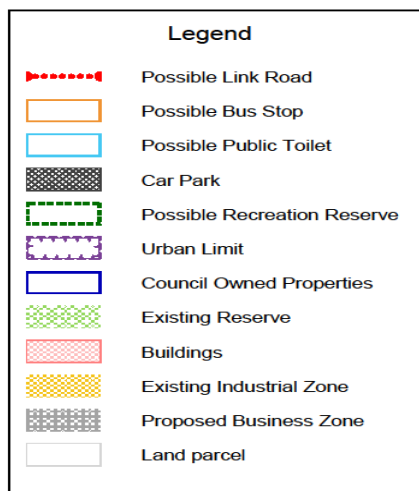 Legend
Possible Link Road
Possible Bus Stop
Possible Public Toilet
Car Park
Possible Recreation Reserve
Urban Limit
Council Owned Properties
Existing Reserve
Buildings
Existing Industrial Zone
Proposed Business Zone
Land parcel